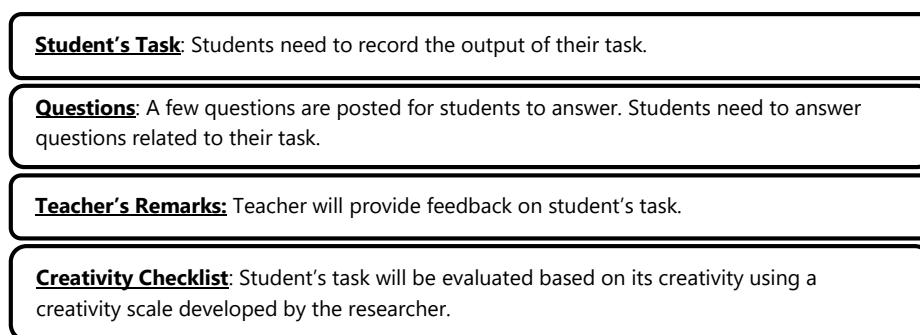 Student’s Task: Students need to record the output of their task.
Questions: A few questions are posted for students to answer. Students need to answer
questions related to their task.
Teacher’s Remarks: Teacher will provide feedback on student’s task.
Creativity Checklist: Student’s task will be evaluated based on its creativity using a
creativity scale developed by the researcher.